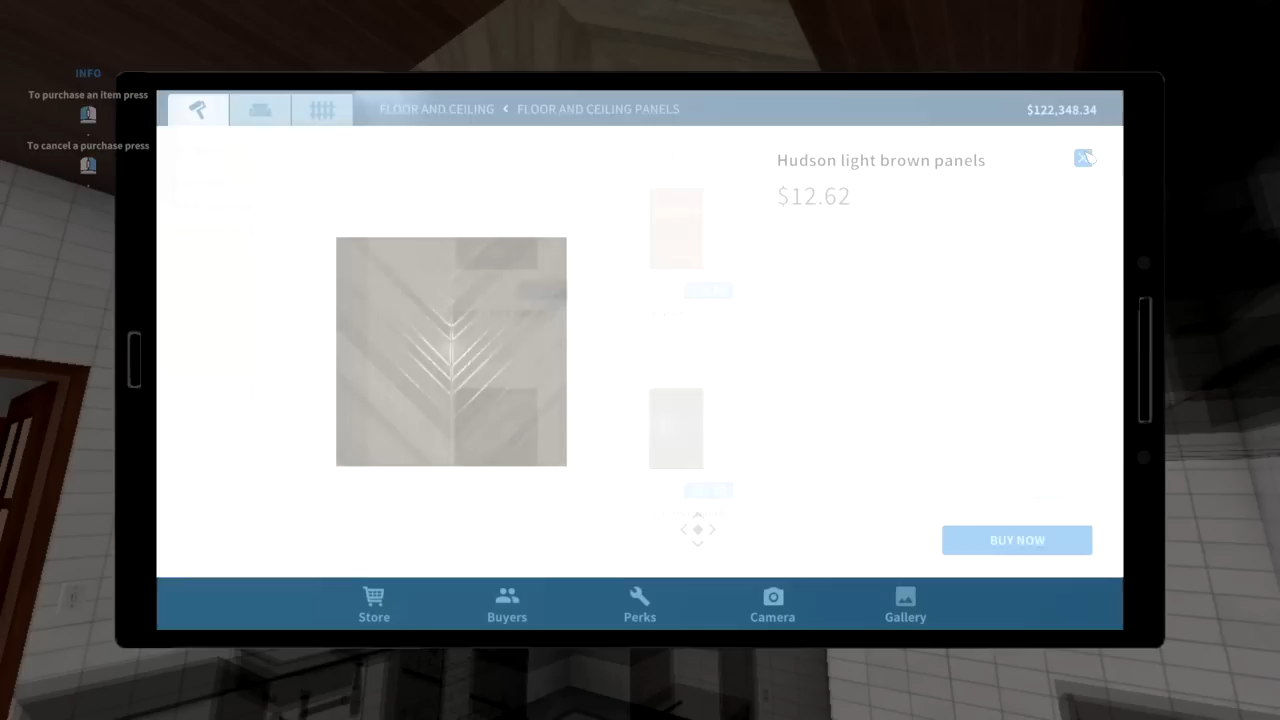 INFO
To purchase an item press
To cancel a purchase press
FLOOR AND CEILING < FLOOR AND CEILING PANELS
$122,348.34
Hudson light brown panels
$12.62
BUY NOW
Store
Buyers
Perks
Camera
Gallery